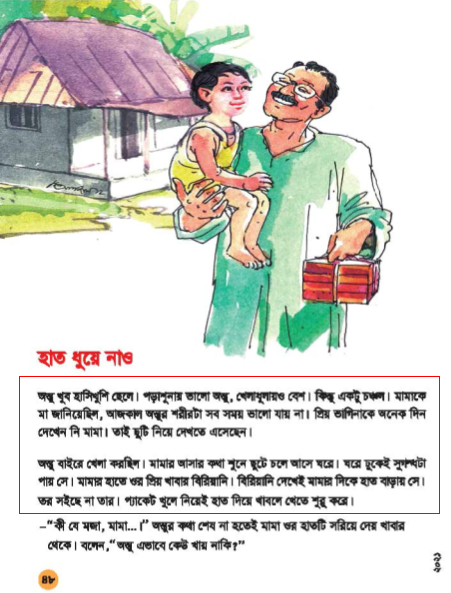 হাত ধুয়ে নাও
অন্তু খুব হাসিখুশি ছেলে। পড়াশুনায় ভালো অন্তু, খেলাধুলায়ও বেশ। কিন্তু একটু চঞ্চল। মামাকে
মা জানিয়েছিল, আজকাল অন্তুর শরীরটা সব সময় ভালো যায় না। প্রিয় ভাগিনাকে অনেক দিন
দেখেন নি মামা। তাই ছুটি নিয়ে দেখতে এসেছেন।
অন্তু বাইরে খেলা করছিল। মামার আসার কথা শুনে ছুটে চলে আসে ঘরে। ঘরে ঢুকেই সুগন্ধটা
পায় সে। মামার হাতে ওর প্রিয় খাবার বিরিয়ানি। বিরিয়ানি দেখেই মামার দিকে হাত বাড়ায় সে।
তর সইছে না তার। প্যাকেট খুলে নিয়েই হাত দিয়ে খাবলে খেতে শুরু করে।
–“কী যে মজা, মামা...।” অন্তুর কথা শেষ না হতেই মামা ওর হাতটি সরিয়ে দেয় খাবার
থেকে। বলেন, “অন্তু এভাবে কেউ খায় নাকি?”
৪৮
২০২১